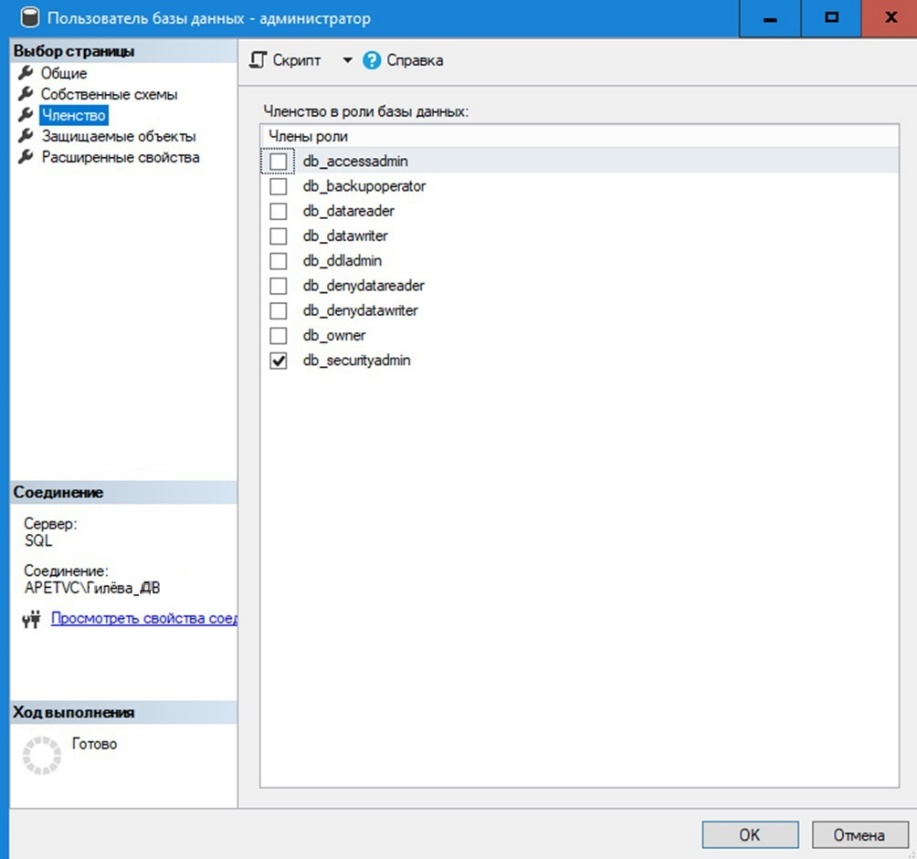 Пользователь базы данных - администратор
Выбор страницы
Общие
Собственные схемы
Членство
Защищаемые объекты
Расширенные свойства
Скрипт
Справка
Членство в роли базы данных:
Члены роли
db_accessadmin
db_backupoperator
db_datareader
db_datawriter
db_ddladmin
db_denydatareader
db_denydatawriter
db_owner
db_securityadmin
Соединение
Сервер:
SQL
Соединение:
APETVC\Гилёва_ДВ
Просмотреть свойства соед
Ход выполнения
Готово
OK
Отмена